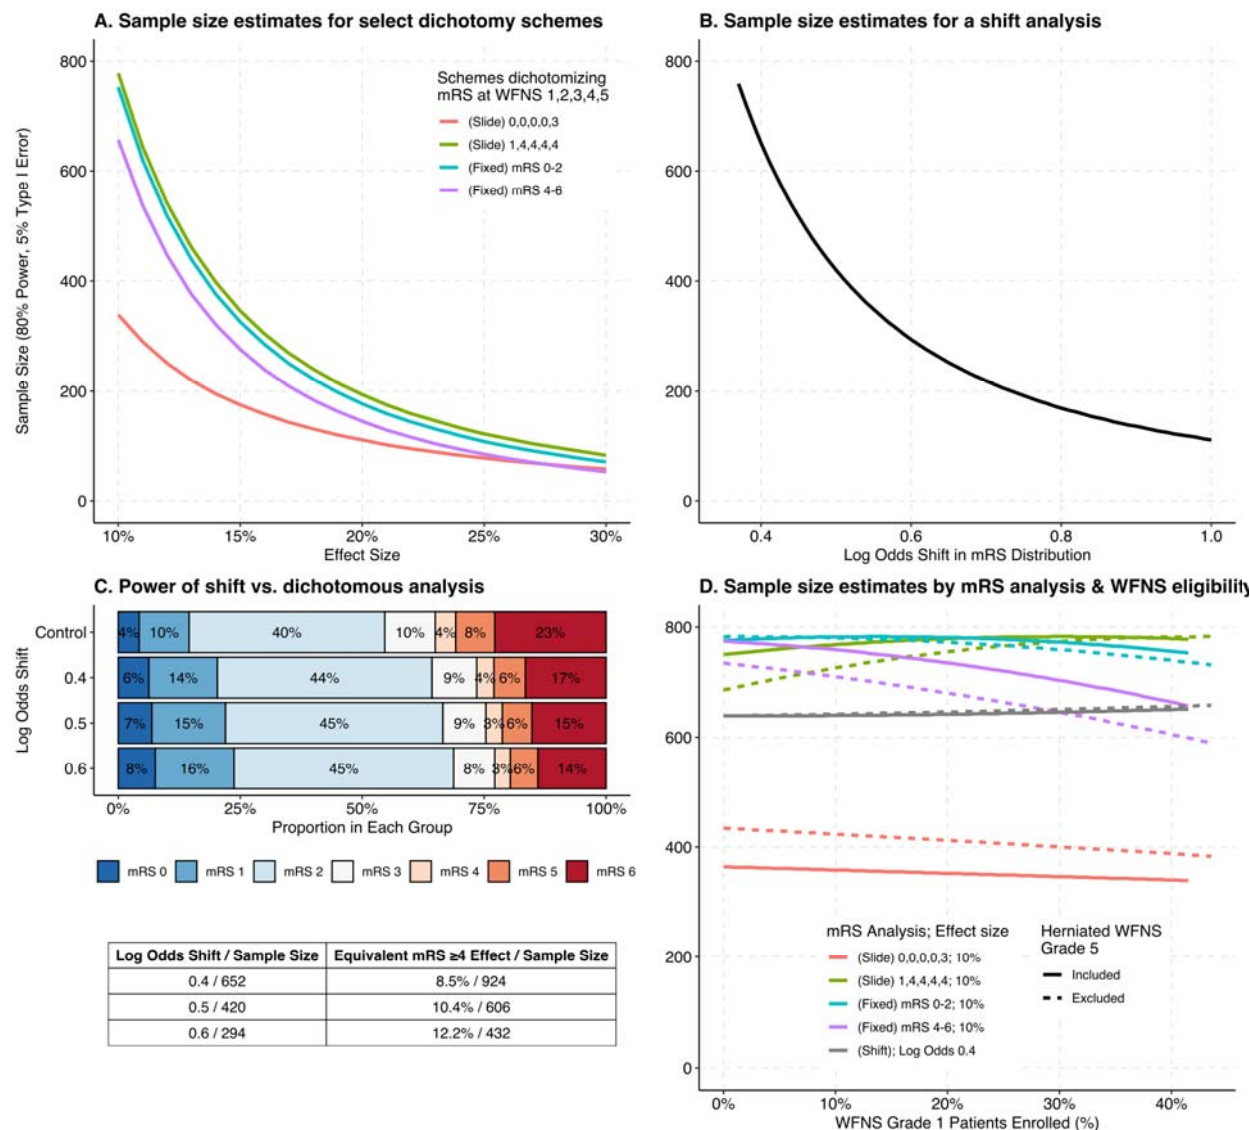 A. Sample size estimates for select dichotomy schemes
Sample Size (80% Power, 5% Type I Error)
800
600
400
200
0
Schemes dichotomizing
mRS at WFNS 1,2,3,4,5
(Slide) 0,0,0,0,3
(Slide) 1,4,4,4,4
(Fixed) mRS 0-2
(Fixed) mRS 4-6
10%
15%
20%
25%
30%
Effect Size
B. Sample size estimates for a shift analysis
800
600
400
200
0
0.4
0.6
0.8
1.0
Log Odds Shift in mRS Distribution
C. Power of shift vs. dichotomous analysis
Log Odds Shift
Control 4% 10% 40% 10% 4% 8% 23%
0.4 6% 14% 44% 9% 4% 6% 17%
0.5 7% 15% 45% 9% 3% 6% 15%
0.6 8% 16% 45% 8% 3% 6% 14%
0% 25% 50% 75% 100%
Proportion in Each Group
mRS 0 mRS 1 mRS 2 mRS 3 mRS 4 mRS 5 mRS 6
Log Odds Shift / Sample Size Equivalent mRS ≥4 Effect / Sample Size
0.4 / 652 8.5% / 924
0.5 / 420 10.4% / 606
0.6 / 294 12.2% / 432
D. Sample size estimates by mRS analysis & WFNS eligibility
800
600
400
200
0
mRS Analysis; Effect size
(Slide) 0,0,0,0,3; 10%
(Slide) 1,4,4,4,4; 10%
(Fixed) mRS 0-2; 10%
(Fixed) mRS 4-6; 10%
(Shift); Log Odds 0.4
Herniated WFNS
Grade 5
Included
Excluded
0% 10% 20% 30% 40%
WFNS Grade 1 Patients Enrolled (%)